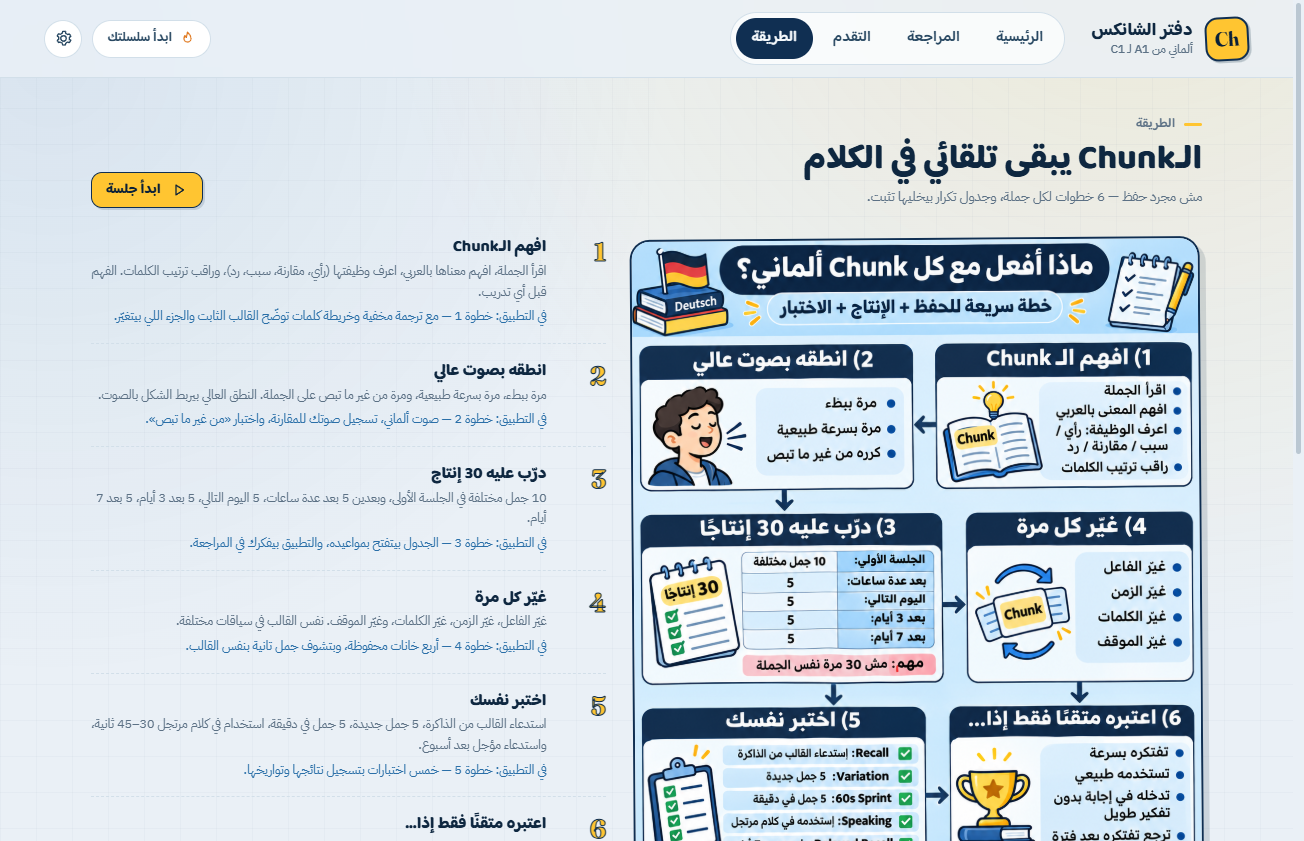 Ch
دفتر الشانكس
ألماني من A1 لـ C1
الرئيسية
المراجعة
التقدم
الطريقة
ابدأ سلسلتك
الطريقة
الـChunk يبقى تلقائي في الكلام
مش مجرد حفظ — 6 خطوات لكل جملة، وجدول تكرار بيخليها تثبت.
ابدأ جلسة
ماذا أفعل مع كل Chunk ألماني؟
خطة سريعة للحفظ + الإنتاج + الاختبار
Deutsch
1) افهم الـ Chunk
اقرأ الجملة
افهم المعنى بالعربي
اعرف الوظيفة: رأي /
سبب / مقارنة / رد
راقب ترتيب الكلمات
Chunk
2) انطقه بصوت عالي
مرة ببطء
مرة بسرعة طبيعية
كرره من غير ما تبص
3) درّب عليه 30 إنتاجًا
30 إنتاجًا
الجلسة الأولي: 10 جمل مختلفة
بعد عدة ساعات: 5
اليوم التالي: 5
بعد 3 أيام: 5
بعد 7 أيام: 5
مهم: مش 30 مرة نفس الجملة
4) غيّر كل مرة
غيّر الفاعل
غيّر الزمن
غيّر الكلمات
غيّر الموقف
Chunk
5) اختبر نفسك
Recall: إستدعاء القالب من الذاكرة
Variation: 5 جمل جديدة
60s Sprint: 5 جمل في دقيقة
Speaking: إستخدمه في كلام مرتجل
6) اعتبره متقنًا فقط إذا...
تفتكره بسرعة
تستخدمه طبيعي
تدخله في إجابة بدون
تفكير طويل
ترجع تفتكره بعد فترة
1
افهم الـChunk
اقرأ الجملة، افهم معناها بالعربي، اعرف وظيفتها (رأي، مقارنة، سبب، رد)، وراقب ترتيب الكلمات. الفهم
قبل أي تدريب.
في التطبيق: خطوة 1 — مع ترجمة مخفية وخريطة كلمات توضّح القالب الثابت والجزء اللي بيتغيّر.
2
انطقه بصوت عالي
مرة ببطء، مرة بسرعة طبيعية، ومرة من غير ما تبص على الجملة. النطق العالي بيربط الشكل بالصوت.
في التطبيق: خطوة 2 — صوت ألماني، تسجيل صوتك للمقارنة، واختبار «من غير ما تبص».
3
درّب عليه 30 إنتاج
10 جمل مختلفة في الجلسة الأولى، وبعدين 5 بعد عدة ساعات، 5 اليوم التالي، 5 بعد 3 أيام، 5 بعد 7
أيام.
في التطبيق: خطوة 3 — الجدول بيتفتح بمواعيده، والتطبيق بيفكرك في المراجعة.
4
غيّر كل مرة
غيّر الفاعل، غيّر الزمن، غيّر الكلمات، وغيّر الموقف. نفس القالب في سياقات مختلفة.
في التطبيق: خطوة 4 — أربع خانات محفوظة، وبتشوف جمل تانية بنفس القالب.
5
اختبر نفسك
استدعاء القالب من الذاكرة، 5 جمل جديدة، 5 جمل في دقيقة، استخدام في كلام مرتجل 30–45 ثانية،
واستدعاء مؤجل بعد أسبوع.
في التطبيق: خطوة 5 — خمس اختبارات بتسجيل نتائجها وتواريخها.
6
اعتبره متقنًا فقط إذا...